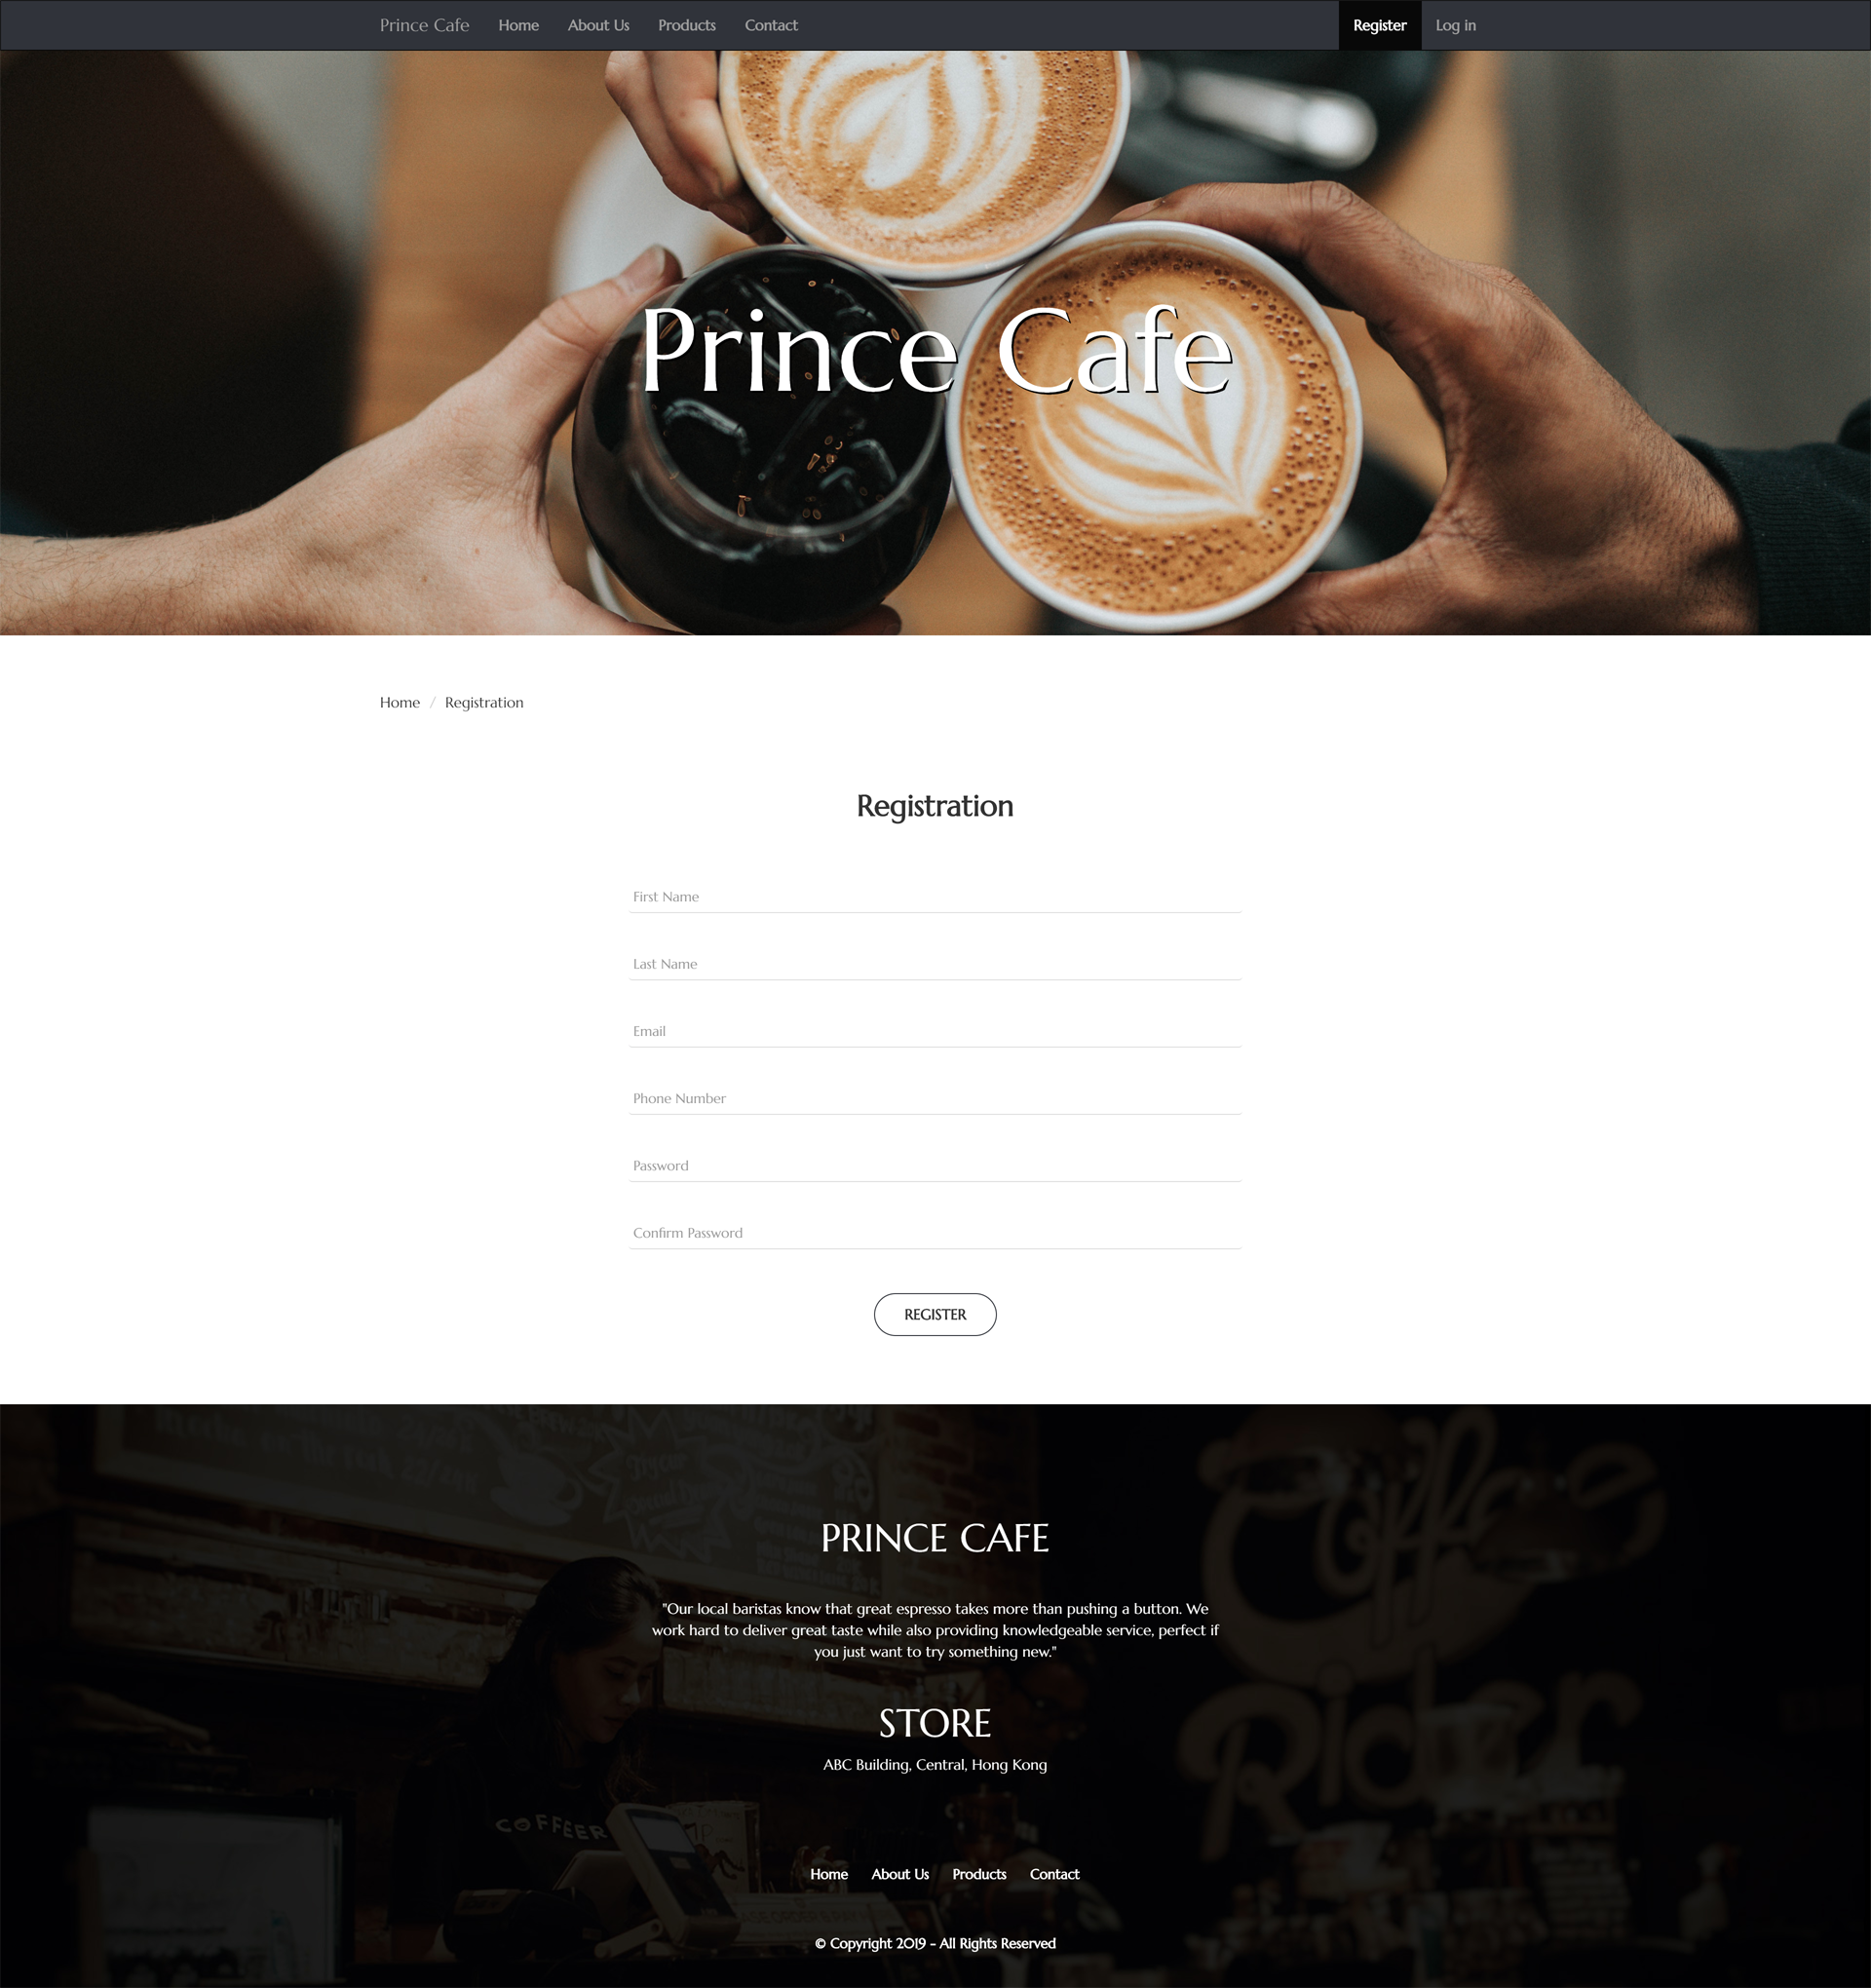 Prince Cafe Home About Us Products Contact Register Log in
Prince Cafe
Home / Registration
Registration
First Name
Last Name
Email
Phone Number
Password
Confirm Password
REGISTER
Coffee
Rider
PRINCE CAFE
"Our local baristas know that great espresso takes more than pushing a button. We
work hard to deliver great taste while also providing knowledgeable service, perfect if
you just want to try something new."
STORE
ABC Building, Central, Hong Kong
COFFEER
Home About Us Products Contact
© Copyright 2019 - All Rights Reserved